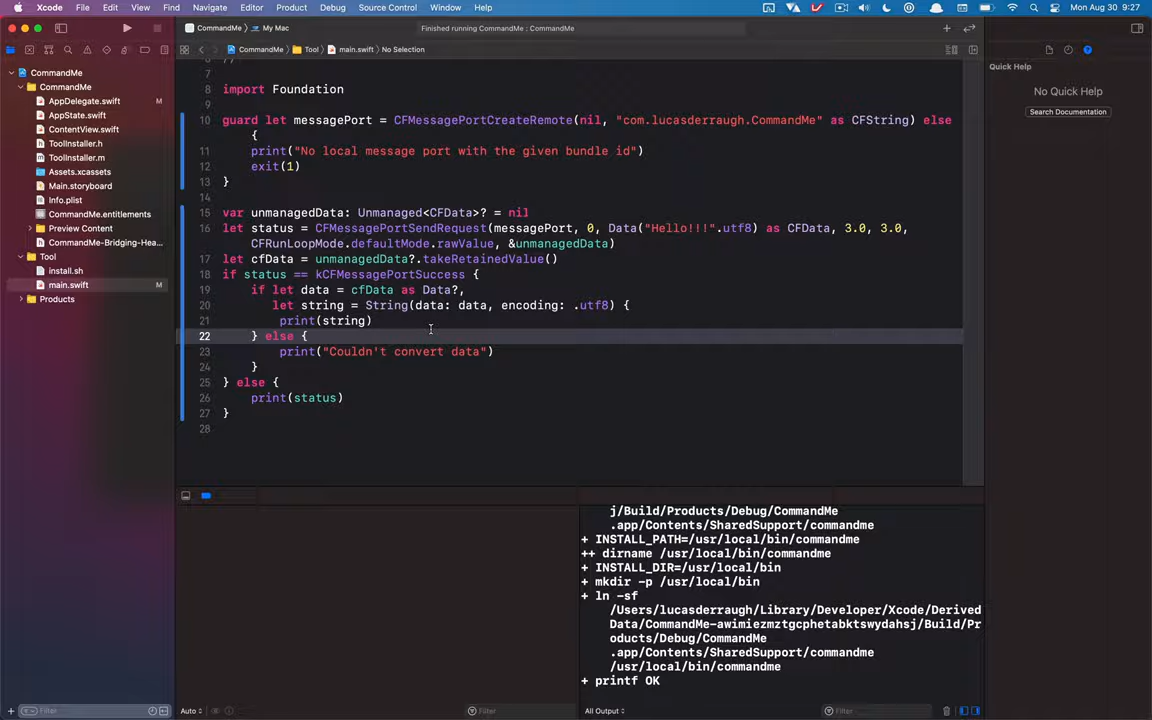 Xcode File Edit View Find Navigate Editor Product Debug Source Control Window Help Mon Aug 30 9:27
CommandMe My Mac Finished running CommandMe : CommandMe
CommandMe Tool main.swift No Selection
CommandMe
CommandMe
AppDelegate.swift M
AppState.swift
ContentView.swift
ToolInstaller.h
ToolInstaller.m
Assets.xcassets
Main.storyboard
Info.plist
CommandMe.entitlements
Preview Content
CommandMe-Bridging-Hea...
Tool
install.sh
main.swift M
Products
Filter
6 //
7
8 import Foundation
9
10 guard let messagePort = CFMessagePortCreateRemote(nil, "com.lucasderraugh.CommandMe" as CFString) else
{
11 print("No local message port with the given bundle id")
12 exit(1)
13 }
14
15 var unmanagedData: Unmanaged<CFData>? = nil
16 let status = CFMessagePortSendRequest(messagePort, 0, Data("Hello!!!".utf8) as CFData, 3.0, 3.0,
CFRunLoopMode.defaultMode.rawValue, &unmanagedData)
17 let cfData = unmanagedData?.takeRetainedValue()
18 if status == kCFMessagePortSuccess {
19 if let data = cfData as Data?,
20 let string = String(data: data, encoding: .utf8) {
21 print(string)
22 } else {
23 print("Couldn't convert data")
24 }
25 } else {
26 print(status)
27 }
28
Auto
Filter
j/Build/Products/Debug/CommandMe
.app/Contents/SharedSupport/commandme
+ INSTALL_PATH=/usr/local/bin/commandme
++ dirname /usr/local/bin/commandme
+ INSTALL_DIR=/usr/local/bin
+ mkdir -p /usr/local/bin
+ ln -sf
/Users/lucasderraugh/Library/Developer/Xcode/Derived
Data/CommandMe-awimiezmztgcphetabktswydahsj/Build/Pr
oducts/Debug/CommandMe
.app/Contents/SharedSupport/commandme
/usr/local/bin/commandme
+ printf OK
All Output
Filter
Quick Help
No Quick Help
Search Documentation